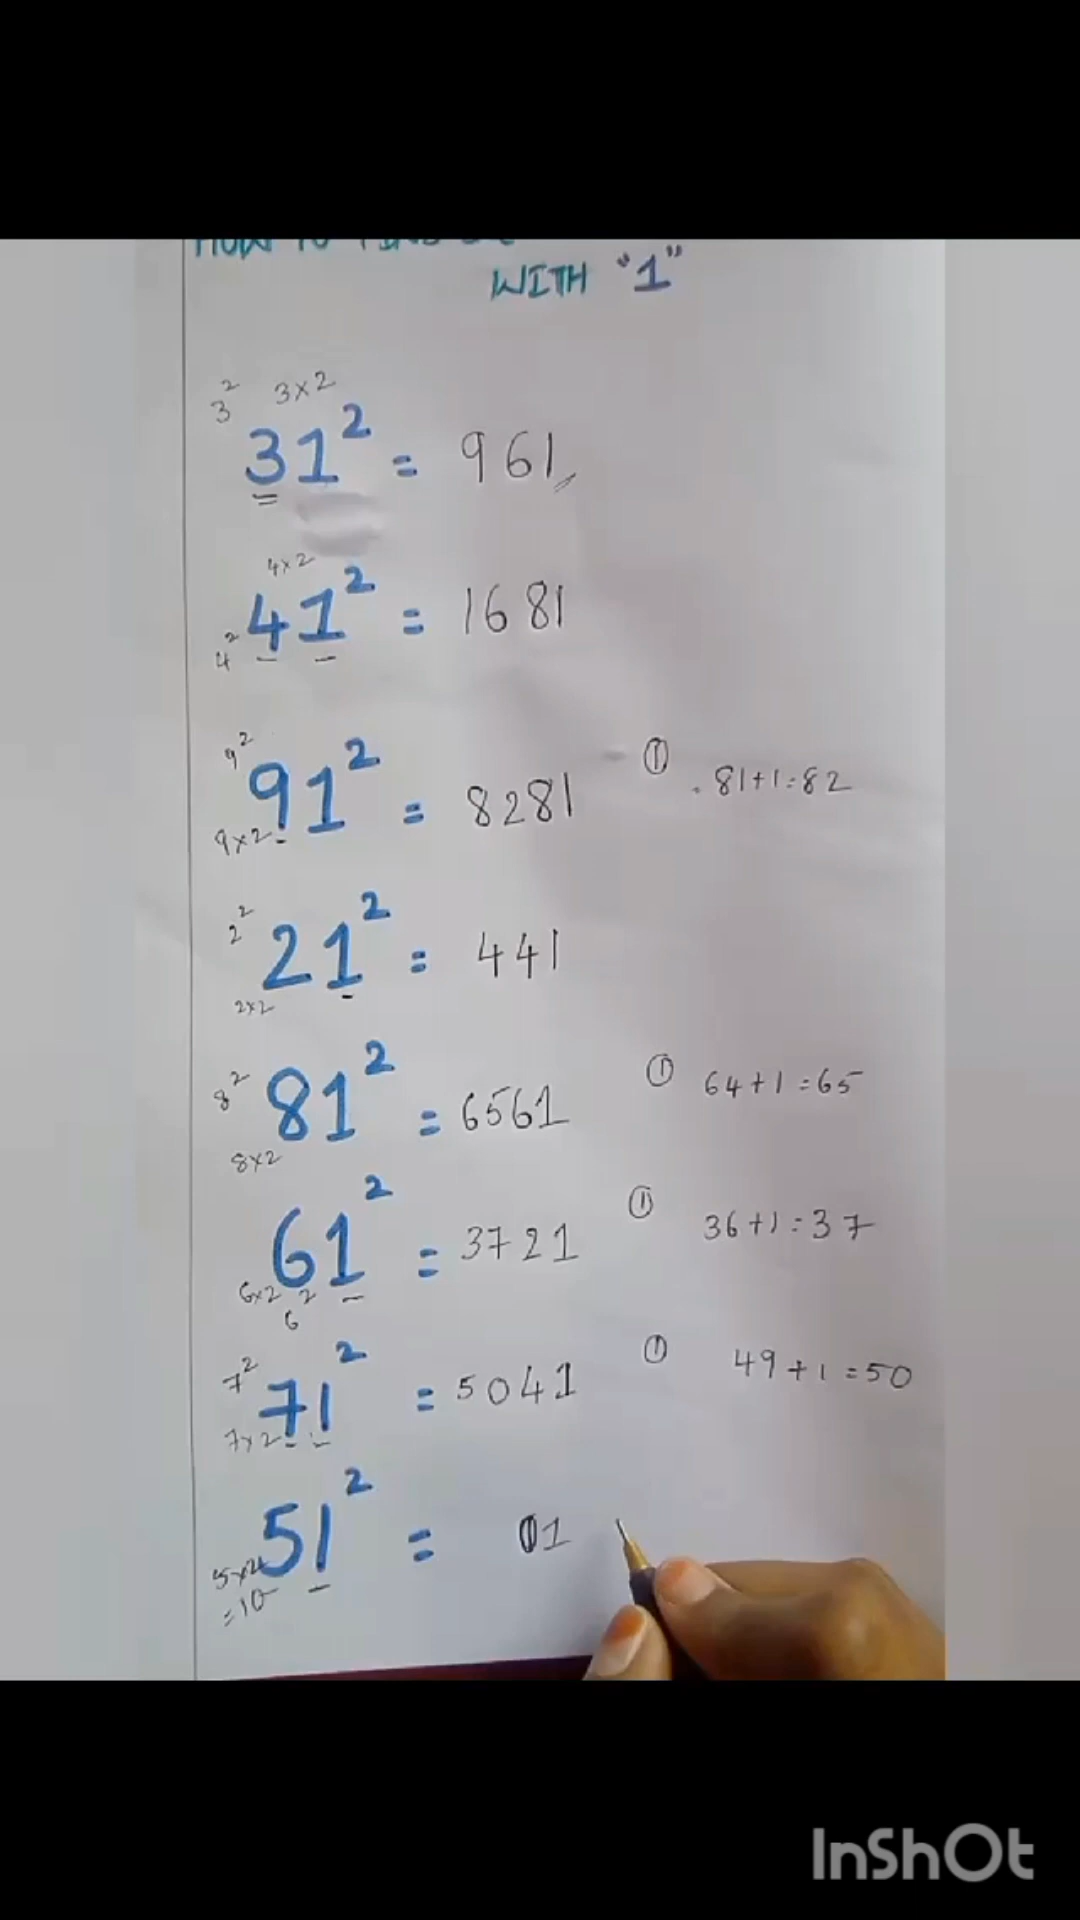 WITH "1"
3² 3×2
31² = 961
4×2
4² 41² = 1681
9² ①
9×2 91² = 8281 . 81+1=82
2² 21² = 441
2×2
8² 81² = 6561 ① 64+1=65
8×2
61² = 3721 ① 36+1=37
6×2 6²
7² 71² = 5041 ① 49+1=50
7×2
51² = 01
5×2
=10
InShOt